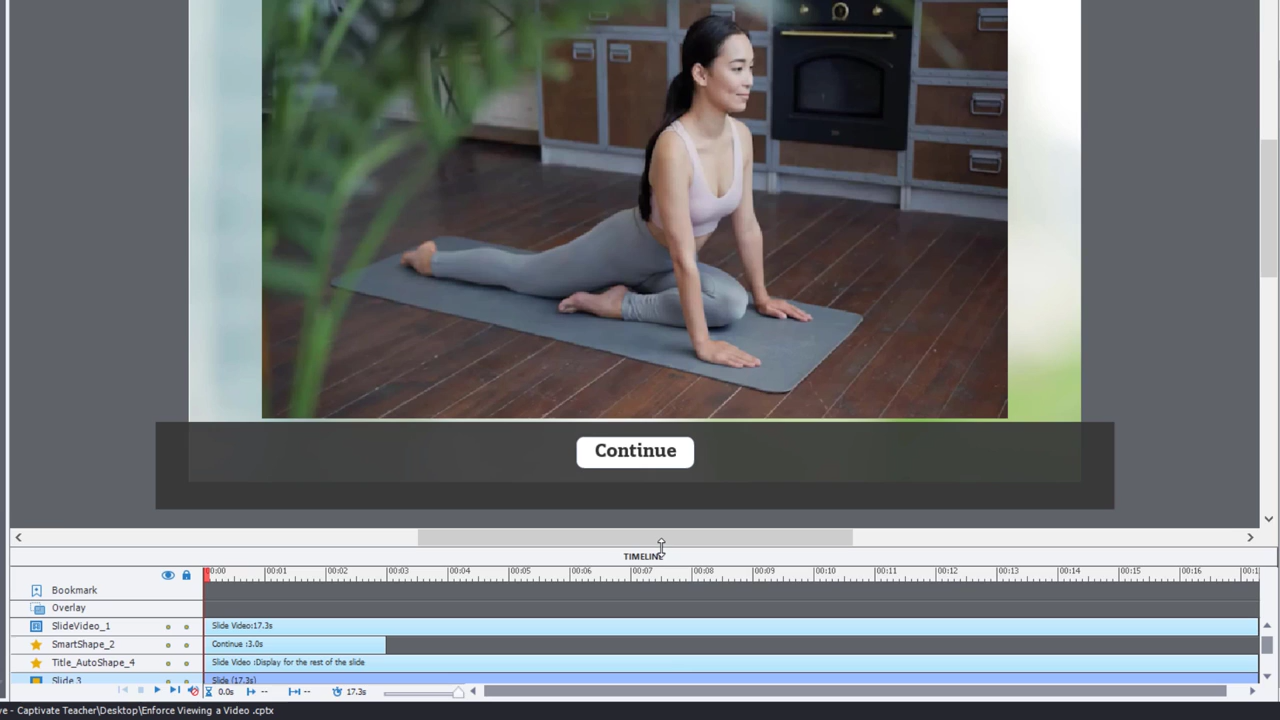 Continue
TIMELINE
00:00 00:01 00:02 00:03 00:04 00:05 00:06 00:07 00:08 00:09 00:10 00:11 00:12 00:13 00:14 00:15 00:16
Bookmark
Overlay
SlideVideo_1 Slide Video:17.3s
SmartShape_2 Continue :3.0s
Title_AutoShape_4 Slide Video :Display for the rest of the slide
Slide 3 Slide (17.3s)
0.0s -- -- 17.3s
ve - Captivate Teacher\Desktop\Enforce Viewing a Video .cptx